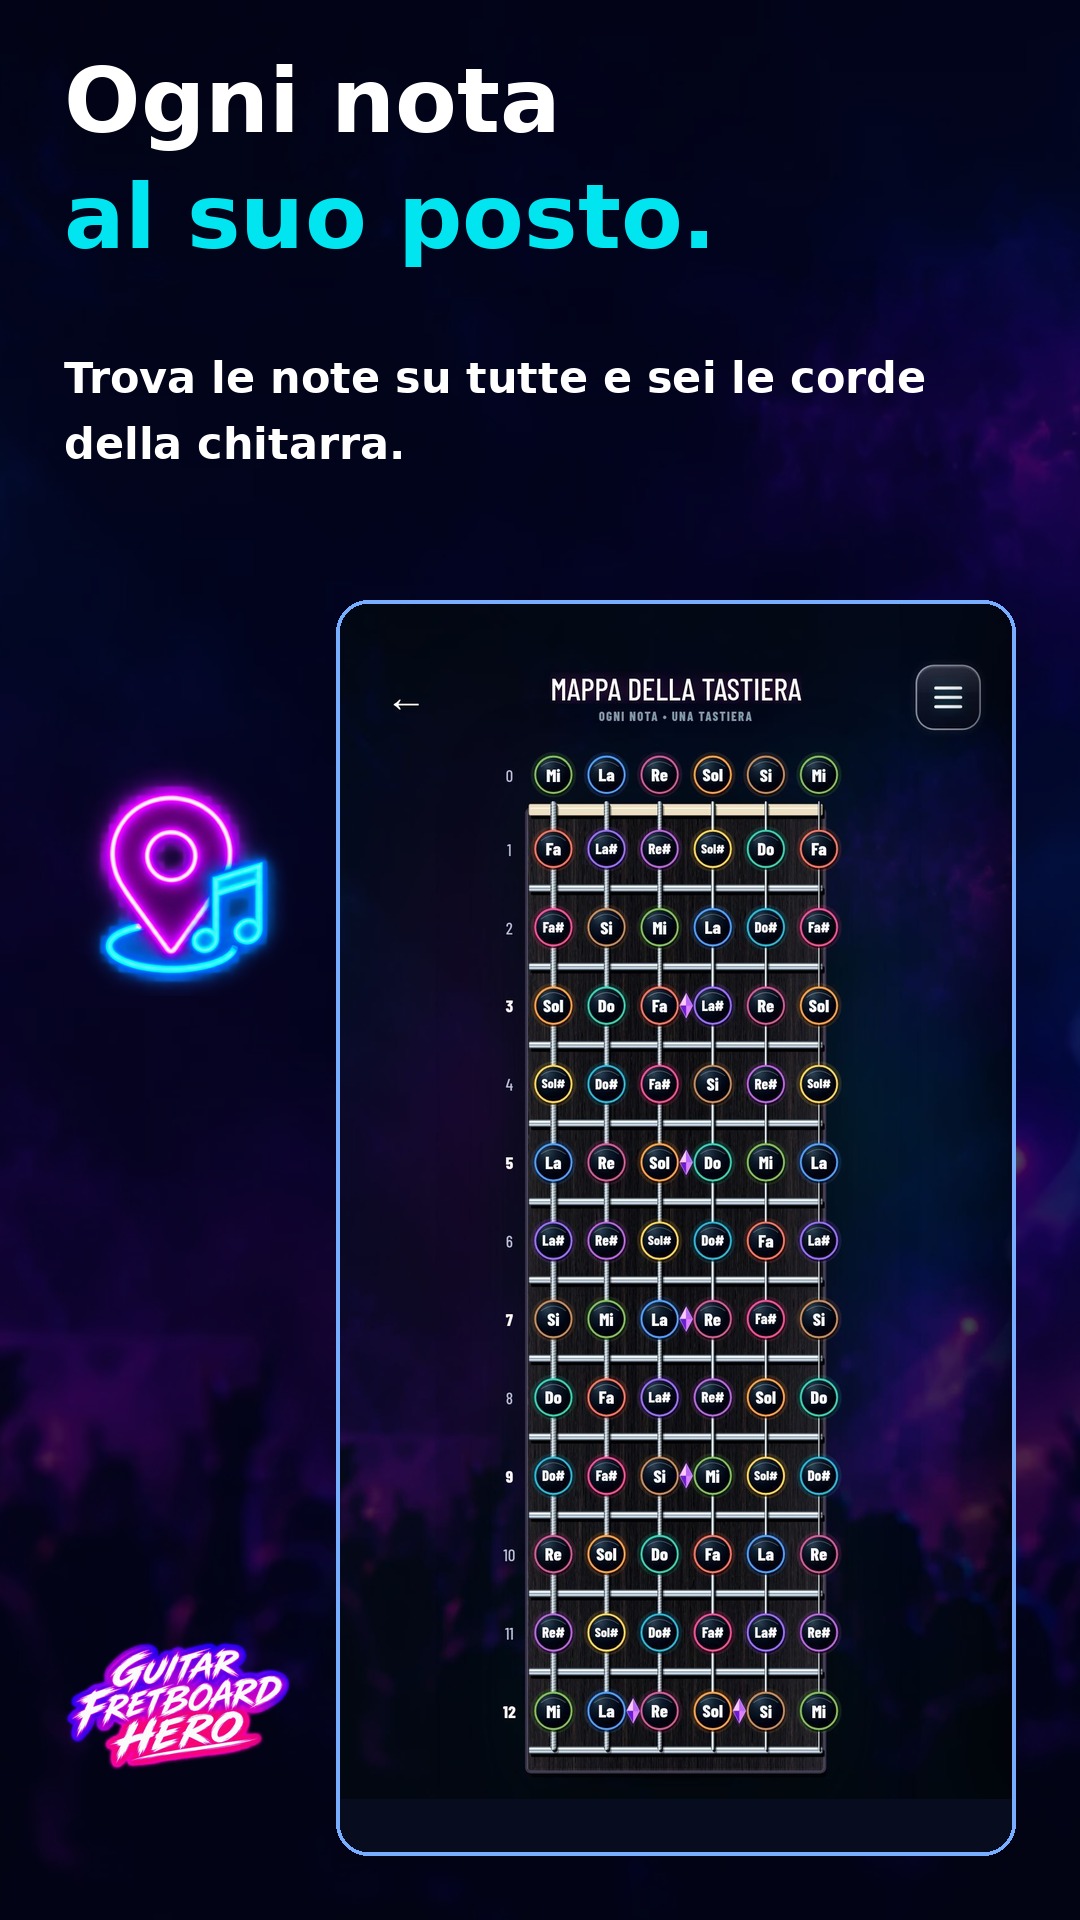 Ogni nota
al suo posto.
Trova le note su tutte e sei le corde
della chitarra.
←
MAPPA DELLA TASTIERA
OGNI NOTA • UNA TASTIERA
0 Mi La Re Sol Si Mi
1 Fa La# Re# Sol# Do Fa
2 Fa# Si Mi La Do# Fa#
3 Sol Do Fa La# Re Sol
4 Sol# Do# Fa# Si Re# Sol#
5 La Re Sol Do Mi La
6 La# Re# Sol# Do# Fa La#
7 Si Mi La Re Fa# Si
8 Do Fa La# Re# Sol Do
9 Do# Fa# Si Mi Sol# Do#
10 Re Sol Do Fa La Re
11 Re# Sol# Do# Fa# La# Re#
12 Mi La Re Sol Si Mi
GUITAR
FRETBOARD
HERO